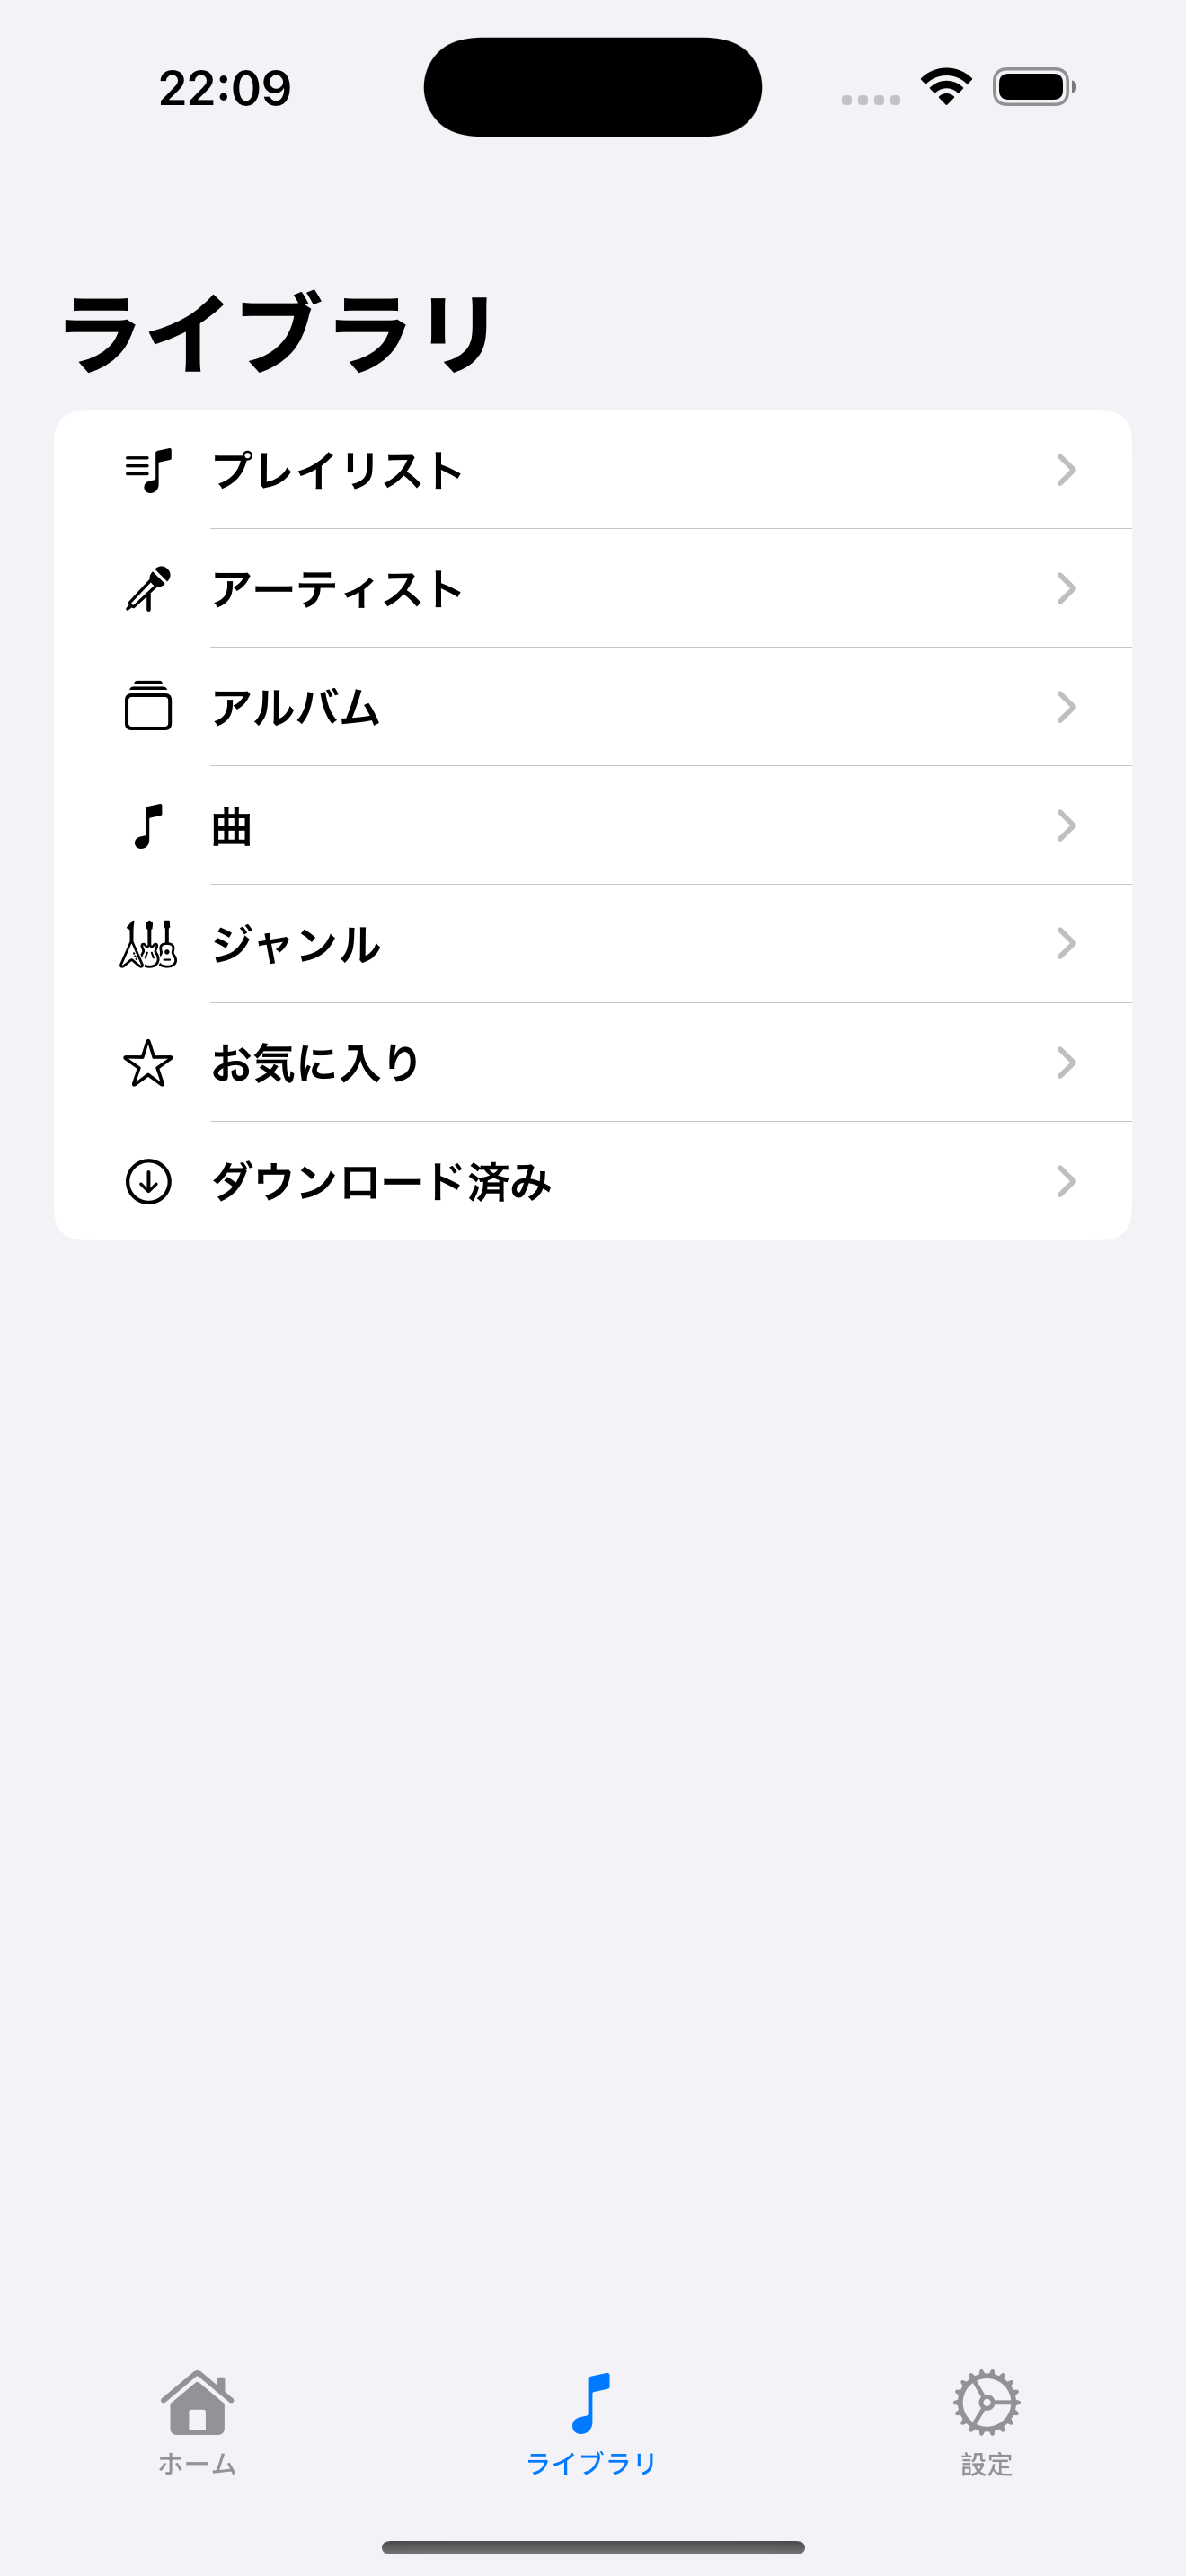 22:09
ライブラリ
プレイリスト
アーティスト
アルバム
曲
ジャンル
お気に入り
ダウンロード済み
ホーム
ライブラリ
設定